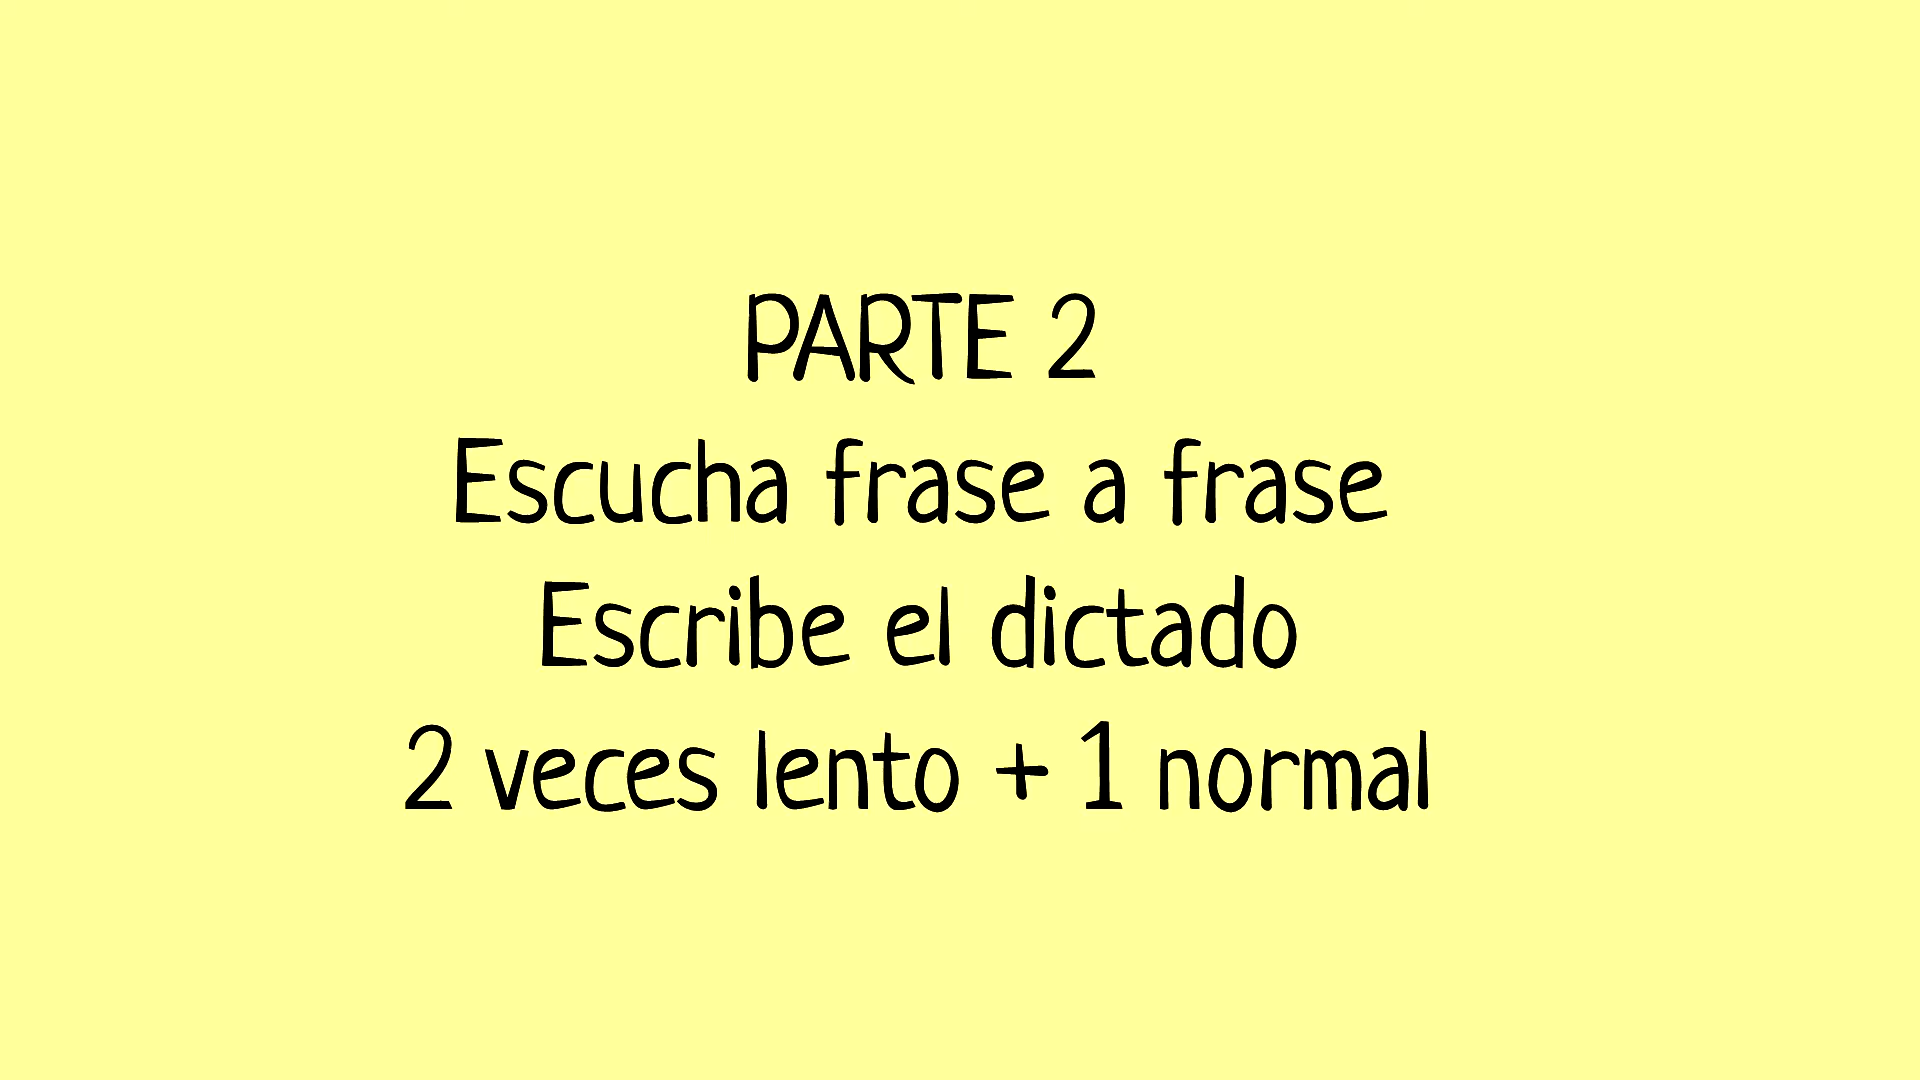 PARTE 2
Escucha frase a frase
Escribe el dictado
2 veces lento + 1 normal